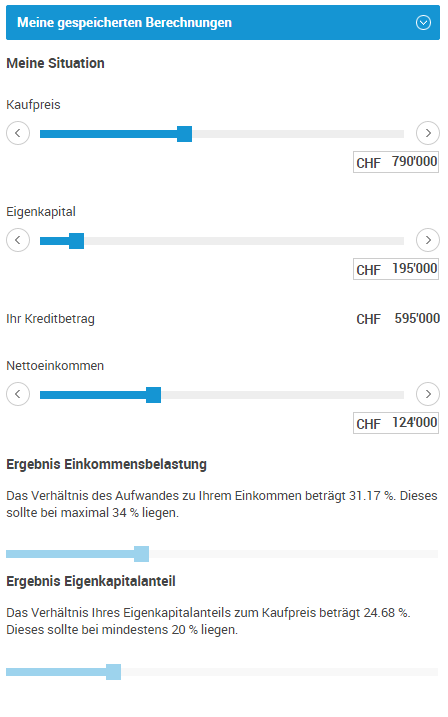 Meine gespeicherten Berechnungen
Meine Situation
Kaufpreis
CHF 790'000
Eigenkapital
CHF 195'000
Ihr Kreditbetrag CHF 595'000
Nettoeinkommen
CHF 124'000
Ergebnis Einkommensbelastung
Das Verhältnis des Aufwandes zu Ihrem Einkommen beträgt 31.17 %. Dieses
sollte bei maximal 34 % liegen.
Ergebnis Eigenkapitalanteil
Das Verhältnis Ihres Eigenkapitalanteils zum Kaufpreis beträgt 24.68 %.
Dieses sollte bei mindestens 20 % liegen.